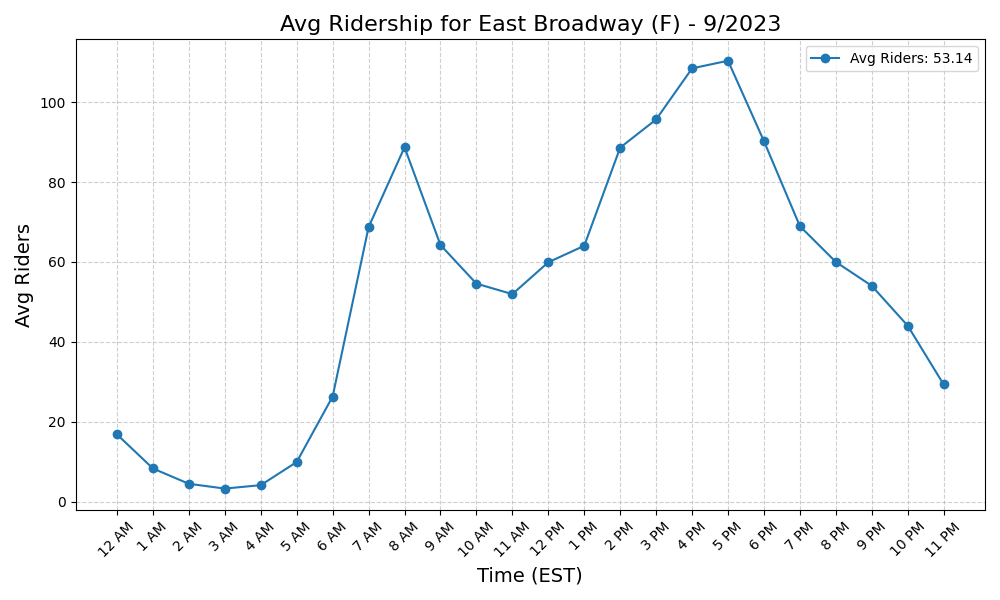 Avg Ridership for East Broadway (F) - 9/2023
Avg Riders: 53.14
Avg Riders
100
80
60
40
20
0
12 AM
1 AM
2 AM
3 AM
4 AM
5 AM
6 AM
7 AM
8 AM
9 AM
10 AM
11 AM
12 PM
1 PM
2 PM
3 PM
4 PM
5 PM
6 PM
7 PM
8 PM
9 PM
10 PM
11 PM
Time (EST)